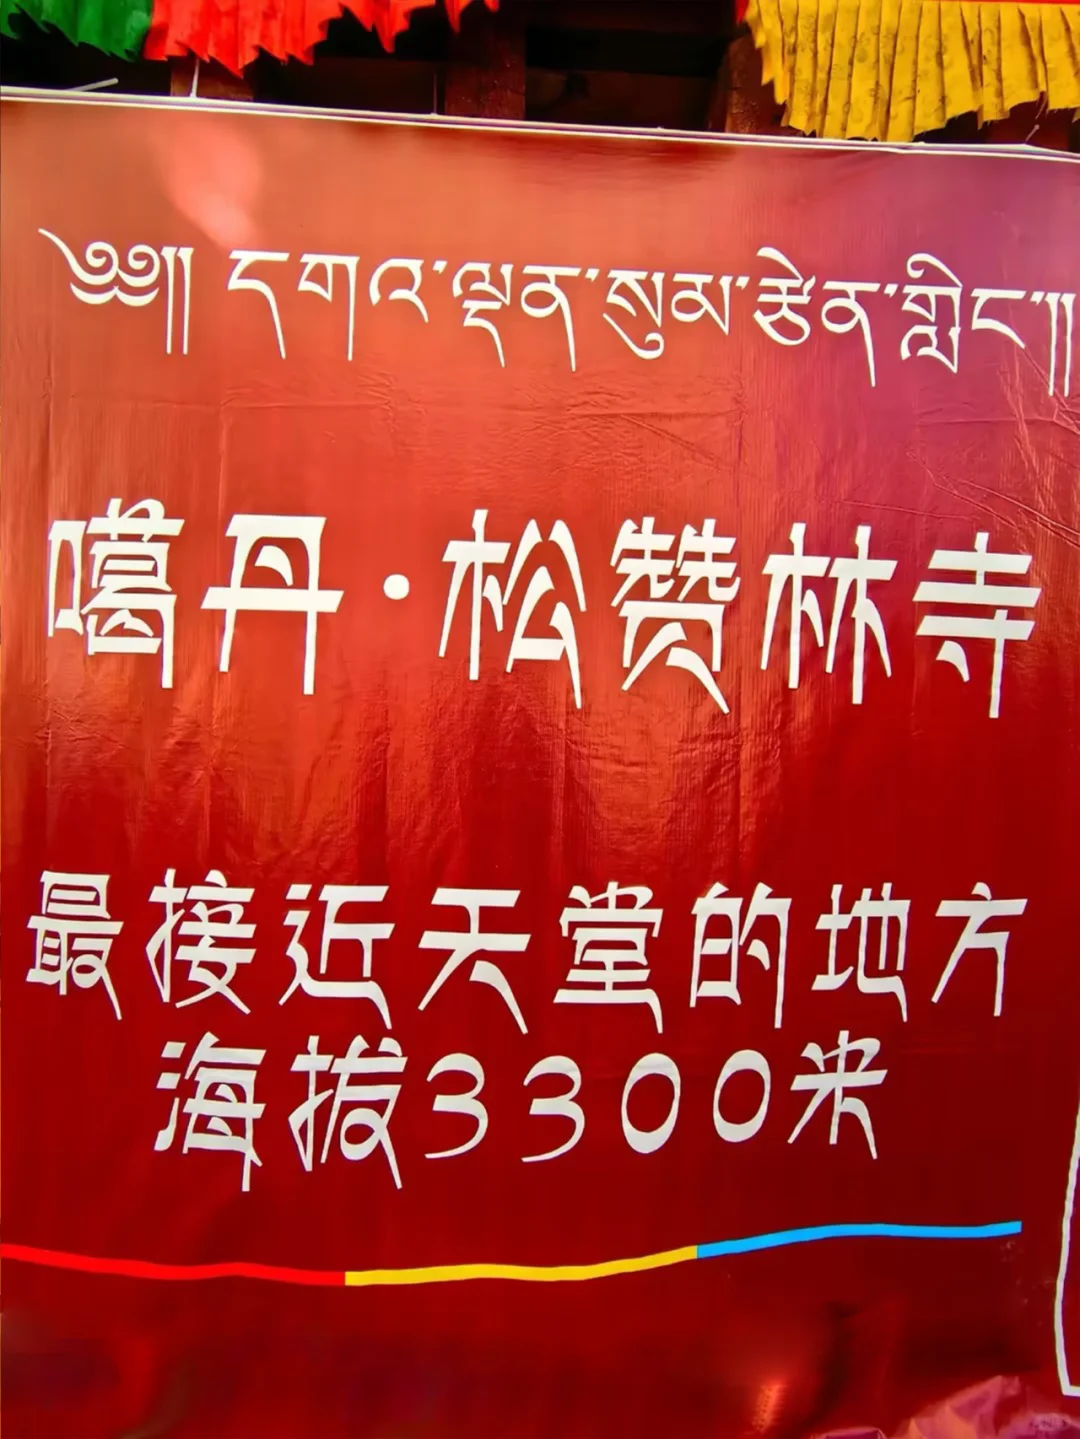 ༄༅།། དགའ་ལྡན་སུམ་རྩེན་གླིང་།།
噶丹·松赞林寺
最接近天堂的地方
海拔3300米